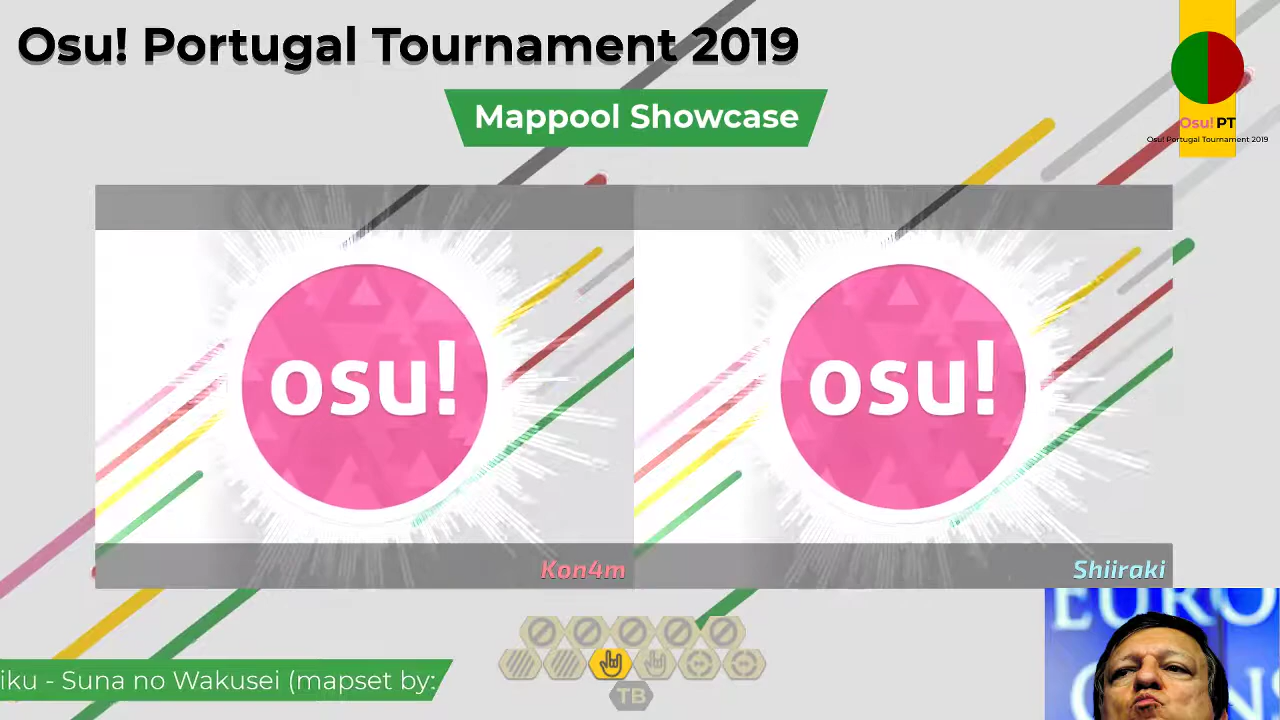 Osu! Portugal Tournament 2019
Osu! PT
Osu! Portugal Tournament 2019
Mappool Showcase
osu!
osu!
Kon4m
Shiiraki
TB
iku - Suna no Wakusei (mapset by:
EURO